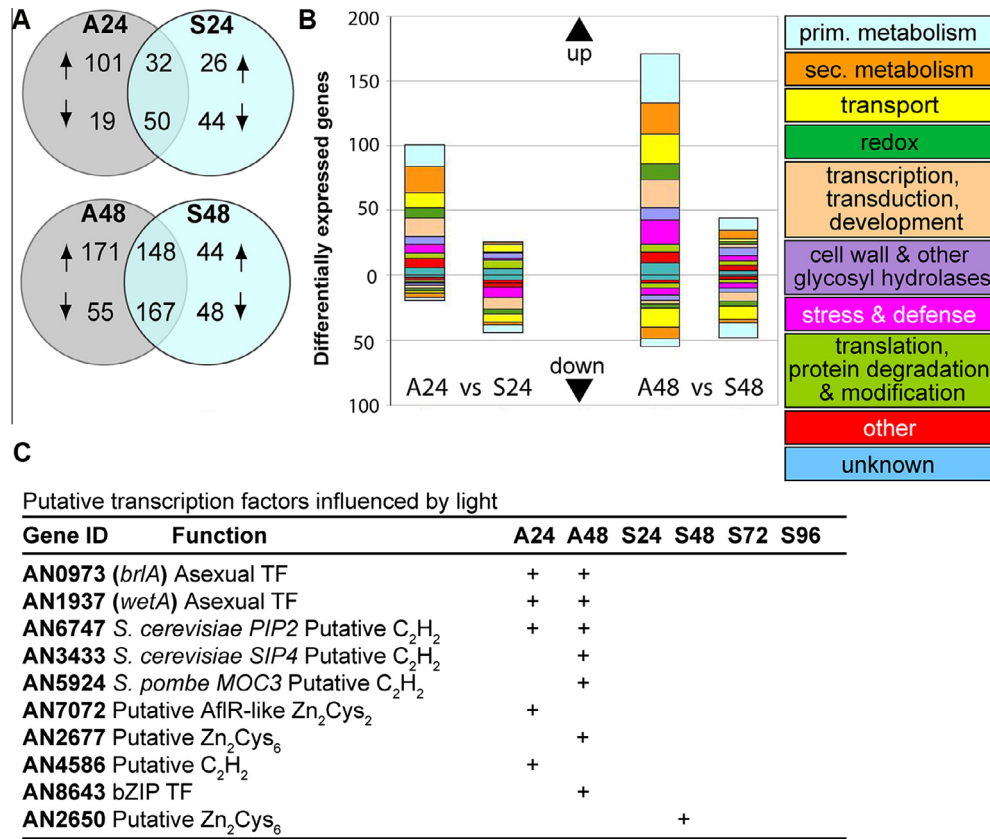 A
A24 S24
101 32 26
19 50 44
A48 S48
171 148 44
55 167 48
B
Differentially expressed genes
200
150
100
50
0
50
100
up
down
A24 vs S24 A48 vs S48
prim. metabolism
sec. metabolism
transport
redox
transcription,
transduction,
development
cell wall & other
glycosyl hydrolases
stress & defense
translation,
protein degradation
& modification
other
unknown
C
Putative transcription factors influenced by light
Gene ID Function A24 A48 S24 S48 S72 S96
AN0973 (brlA) Asexual TF + +
AN1937 (wetA) Asexual TF + +
AN6747 S. cerevisiae PIP2 Putative C₂H₂ + +
AN3433 S. cerevisiae SIP4 Putative C₂H₂ +
AN5924 S. pombe MOC3 Putative C₂H₂ +
AN7072 Putative AflR-like Zn₂Cys₂ +
AN2677 Putative Zn₂Cys₆ +
AN4586 Putative C₂H₂ +
AN8643 bZIP TF +
AN2650 Putative Zn₂Cys₆ +